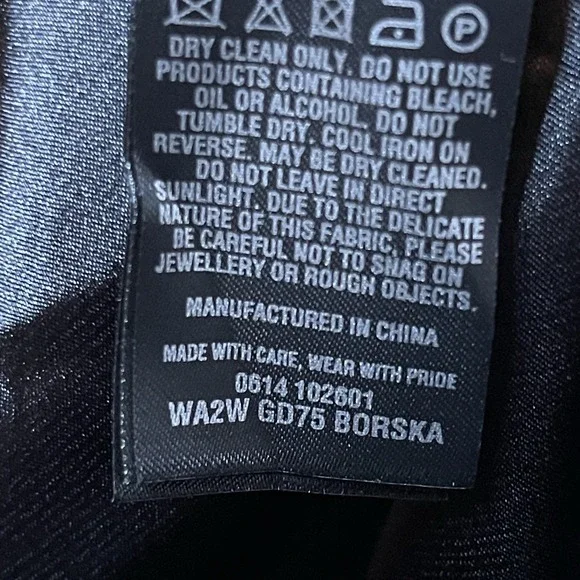 P
DRY CLEAN ONLY. DO NOT USE
PRODUCTS CONTAINING BLEACH,
OIL OR ALCOHOL. DO NOT
TUMBLE DRY. COOL IRON ON
REVERSE. MAY BE DRY CLEANED.
DO NOT LEAVE IN DIRECT
SUNLIGHT. DUE TO THE DELICATE
NATURE OF THIS FABRIC, PLEASE
BE CAREFUL NOT TO SNAG ON
JEWELLERY OR ROUGH OBJECTS.
MANUFACTURED IN CHINA
MADE WITH CARE, WEAR WITH PRIDE
0614 102601
WA2W GD75 BORSKA